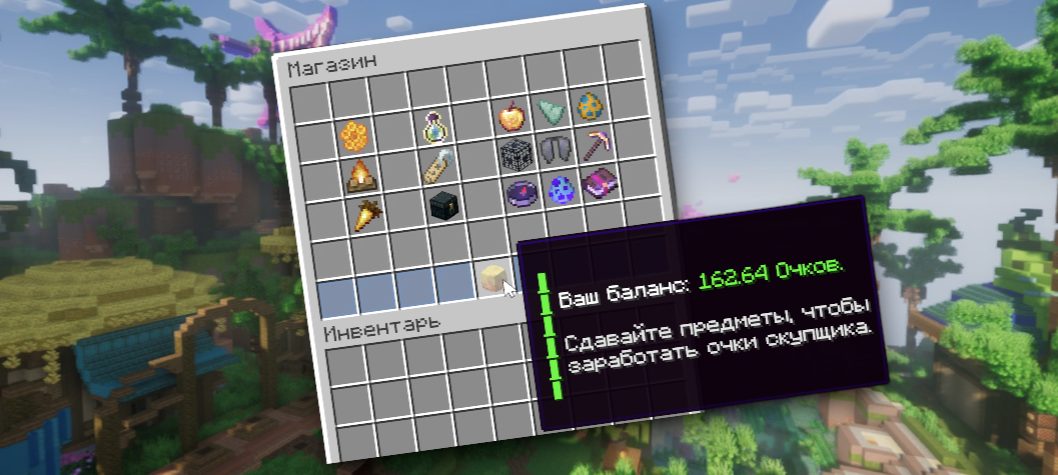 Магазин
Инвентарь
Ваш баланс: 162.64 Очков.
Сдавайте предметы, чтобы
заработать очки скупщика.